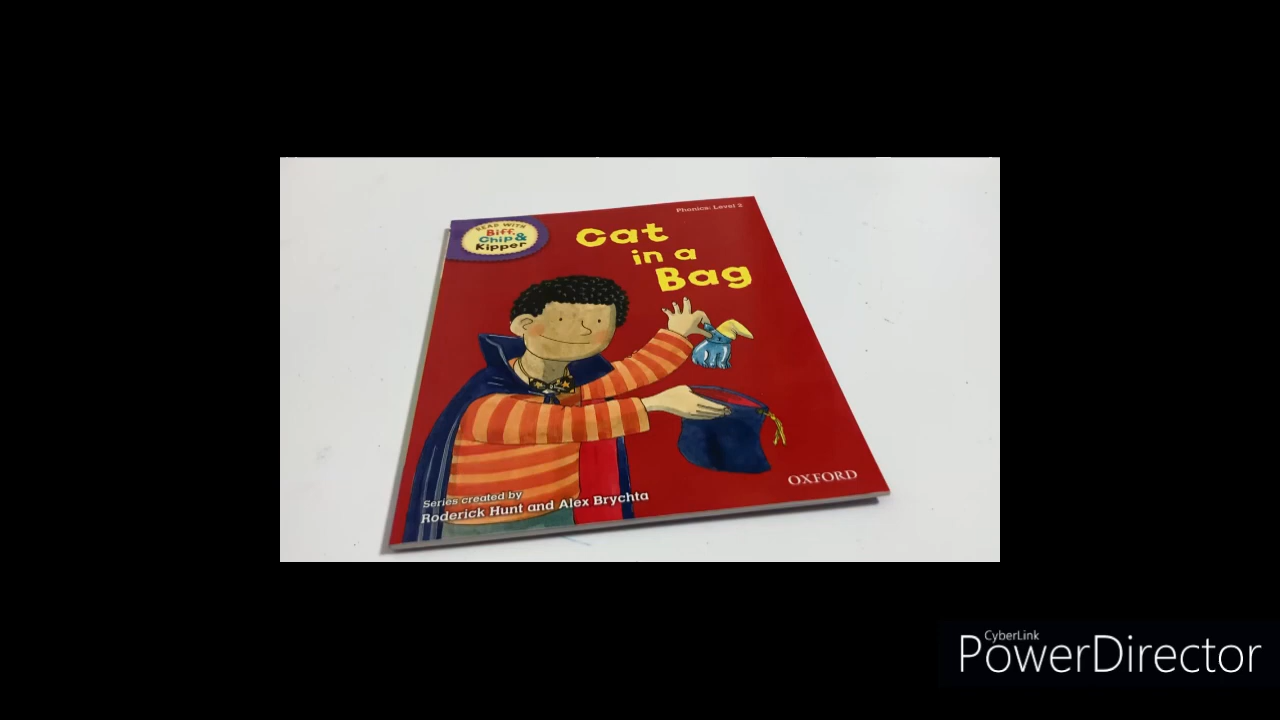 Phonics: Level 2
READ WITH
Biff,
Chip &
Kipper
Cat
in a
Bag
OXFORD
Series created by
Roderick Hunt and Alex Brychta
CyberLink
PowerDirector